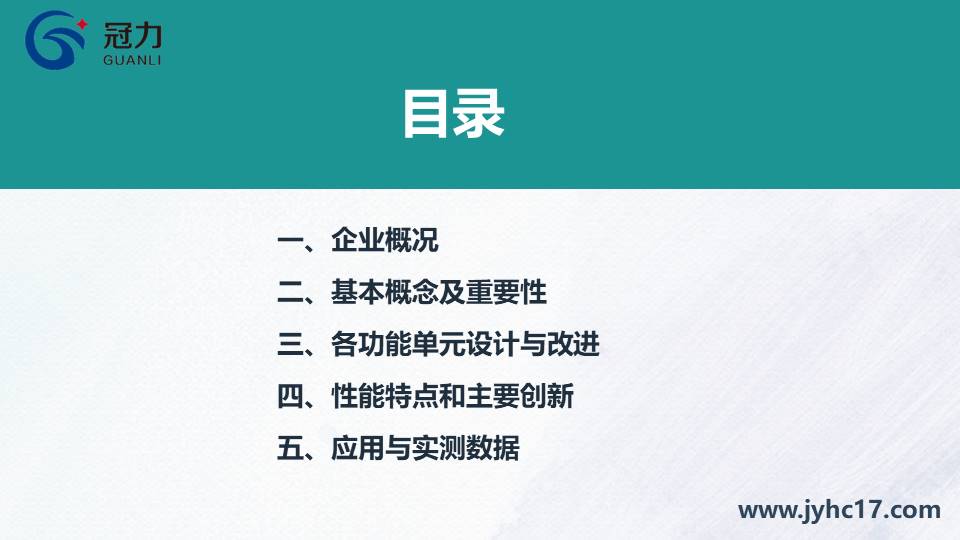 冠力
GUANLI
目录
一、企业概况
二、基本概念及重要性
三、各功能单元设计与改进
四、性能特点和主要创新
五、应用与实测数据
www.jyhc17.com